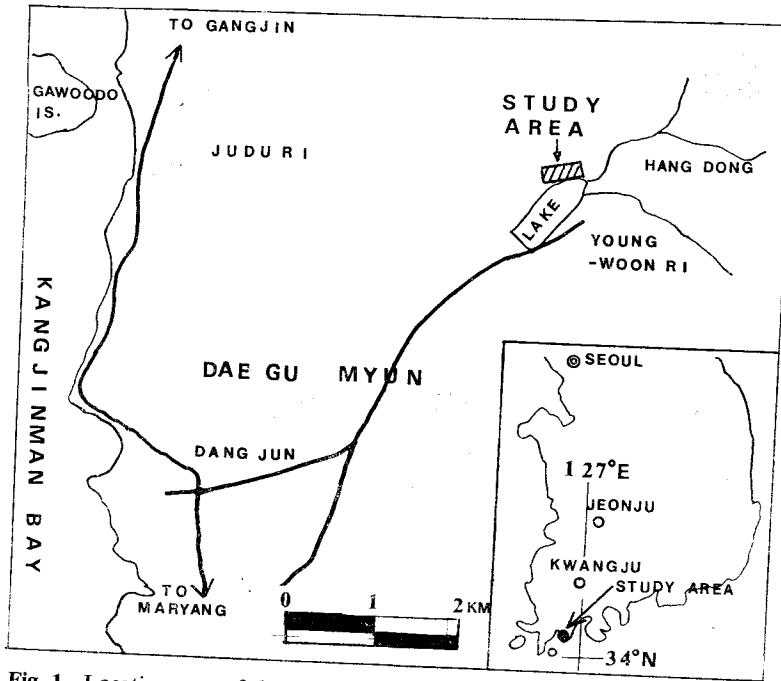 TO GANGJIN
GAWOODO
IS.
JUDURI
STUDY
AREA
HANG DONG
LAKE
YOUNG
-WOON RI
KANGJINMAN BAY
DAE GU MYUN
DANG JUN
TO
MARYANG
0 1 2 KM
SEOUL
127°E
JEONJU
KWANGJU
STUDY AREA
34°N
Fig. 1